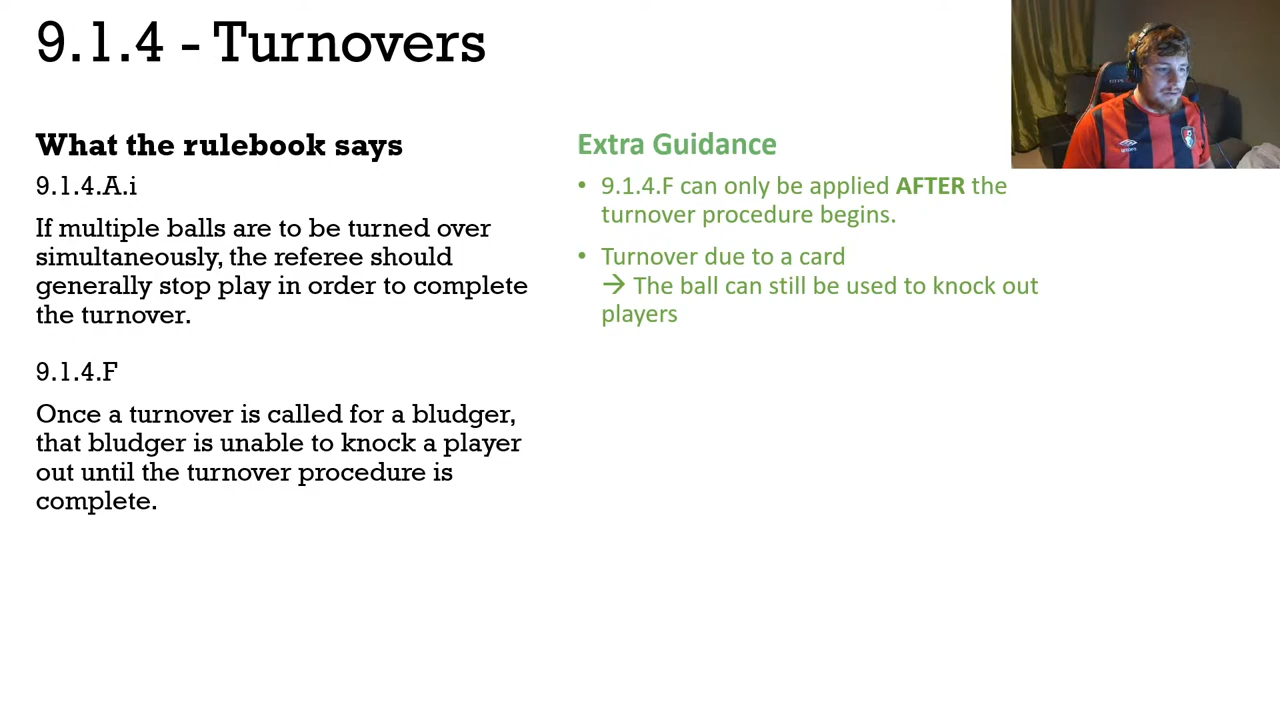 9.1.4 - Turnovers
What the rulebook says
9.1.4.A.i
If multiple balls are to be turned over
simultaneously, the referee should
generally stop play in order to complete
the turnover.
9.1.4.F
Once a turnover is called for a bludger,
that bludger is unable to knock a player
out until the turnover procedure is
complete.
Extra Guidance
• 9.1.4.F can only be applied AFTER the
turnover procedure begins.
• Turnover due to a card
→ The ball can still be used to knock out
players